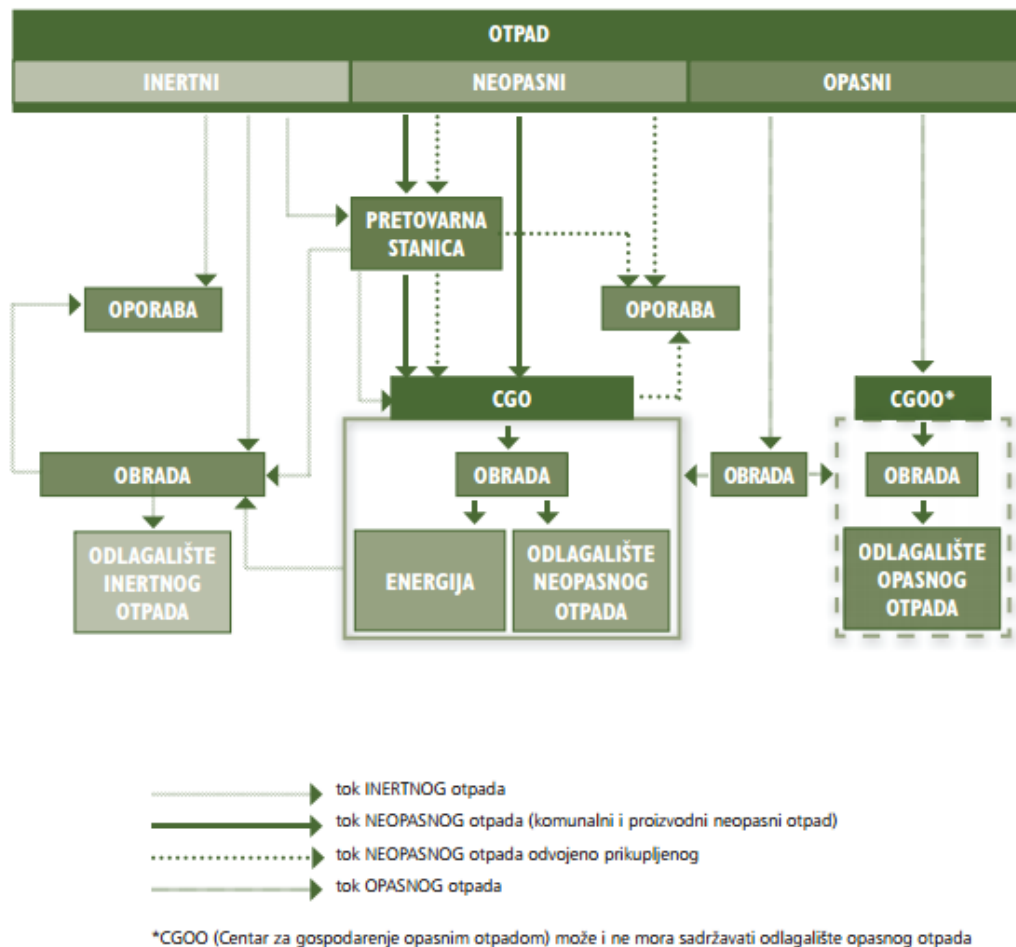 OTPAD
INERTNI
NEOPASNI
OPASNI
PRETOVARNA
STANICA
OPORABA
OPORABA
CGO
CGOO*
OBRADA
OBRADA
OBRADA
OBRADA
ODLAGALIŠTE
INERTNOG
OTPADA
ENERGIJA
ODLAGALIŠTE
NEOPASNOG
OTPADA
ODLAGALIŠTE
OPASNOG
OTPADA
tok INERTNOG otpada
tok NEOPASNOG otpada (komunalni i proizvodni neopasni otpad)
tok NEOPASNOG otpada odvojeno prikupljenog
tok OPASNOG otpada
*CGOO (Centar za gospodarenje opasnim otpadom) može i ne mora sadržavati odlagalište opasnog otpada